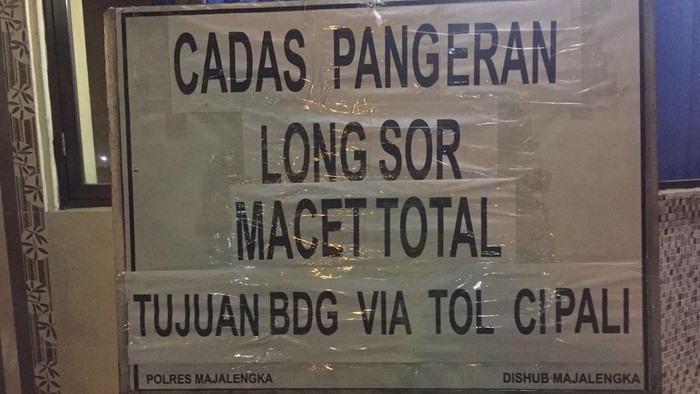 CADAS PANGERAN
LONG SOR
MACET TOTAL
TUJUAN BDG VIA TOL CIPALI
POLRES MAJALENGKA DISHUB MAJALENGKA